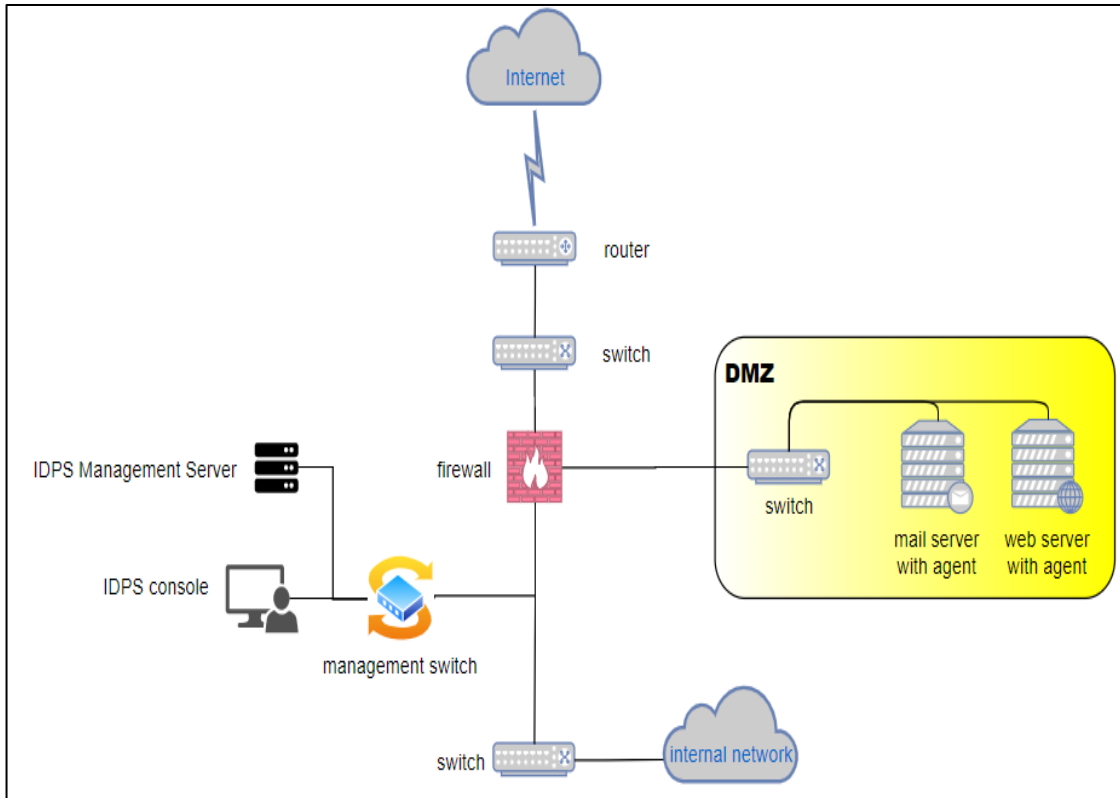 Internet
router
switch
DMZ
IDPS Management Server
firewall
switch
mail server
with agent
web server
with agent
IDPS console
management switch
switch
internal network